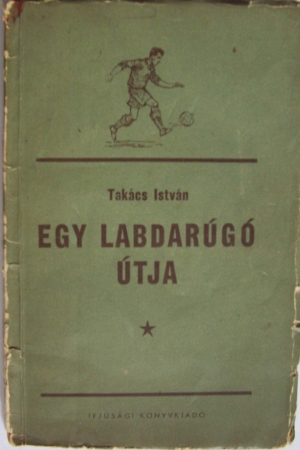 Takács István
EGY LABDARÚGÓ
ÚTJA
IFJÚSÁGI KÖNYVKIADÓ